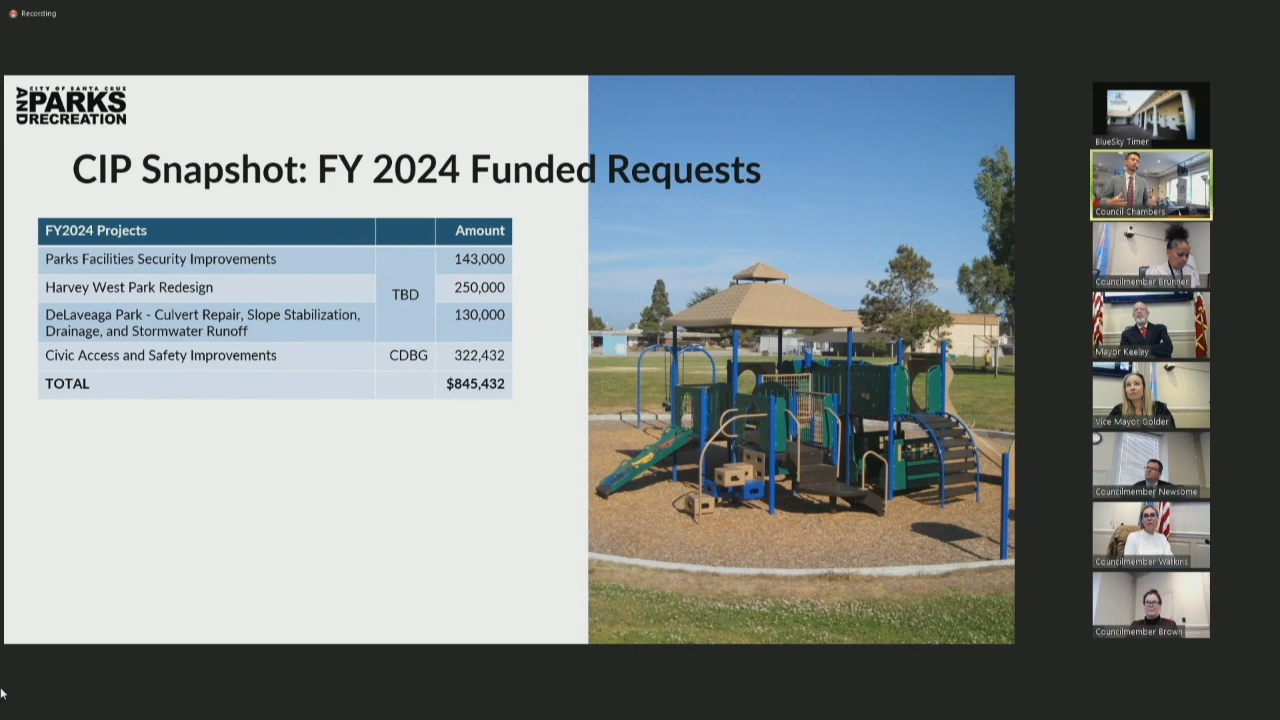 Recording
CITY OF SANTA CRUZ
AND PARKS
RECREATION
CIP Snapshot: FY 2024 Funded Requests
FY2024 Projects Amount
Parks Facilities Security Improvements 143,000
Harvey West Park Redesign TBD 250,000
DeLaveaga Park - Culvert Repair, Slope Stabilization, 130,000
Drainage, and Stormwater Runoff
Civic Access and Safety Improvements CDBG 322,432
TOTAL $845,432
BlueSky Timer
Council Chambers
Councilmember Brunner
Mayor Keeley
Vice Mayor Golder
Councilmember Newsome
Councilmember Watkins
Councilmember Brown